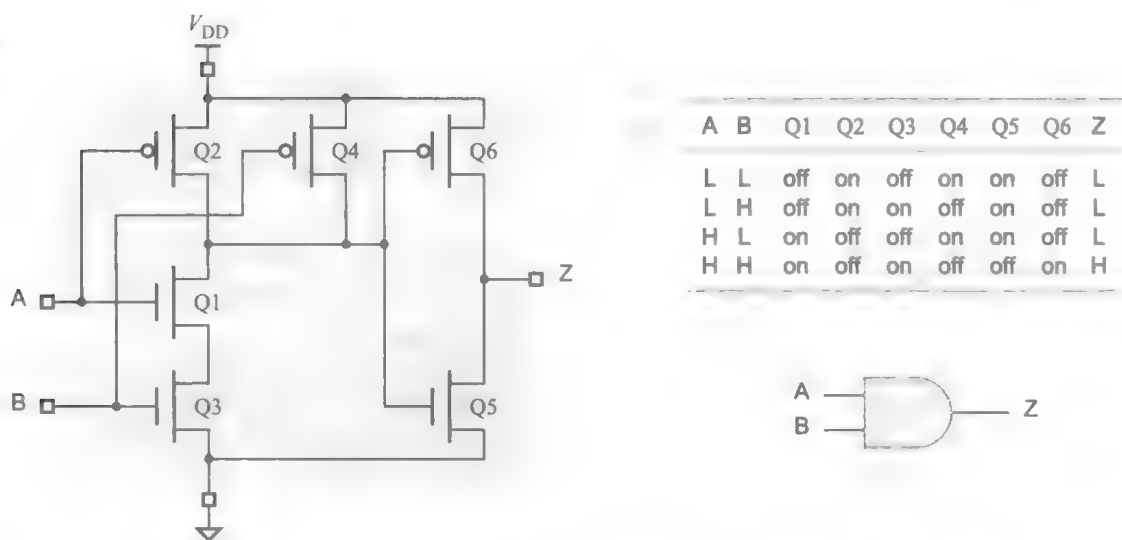 V_DD
Q2
Q4
Q6
A
Q1
Z
B
Q3
Q5
A B Q1 Q2 Q3 Q4 Q5 Q6 Z
L L off on off on on off L
L H off on on off on off L
H L on off off on on off L
H H on off on off off on H
A
B
Z